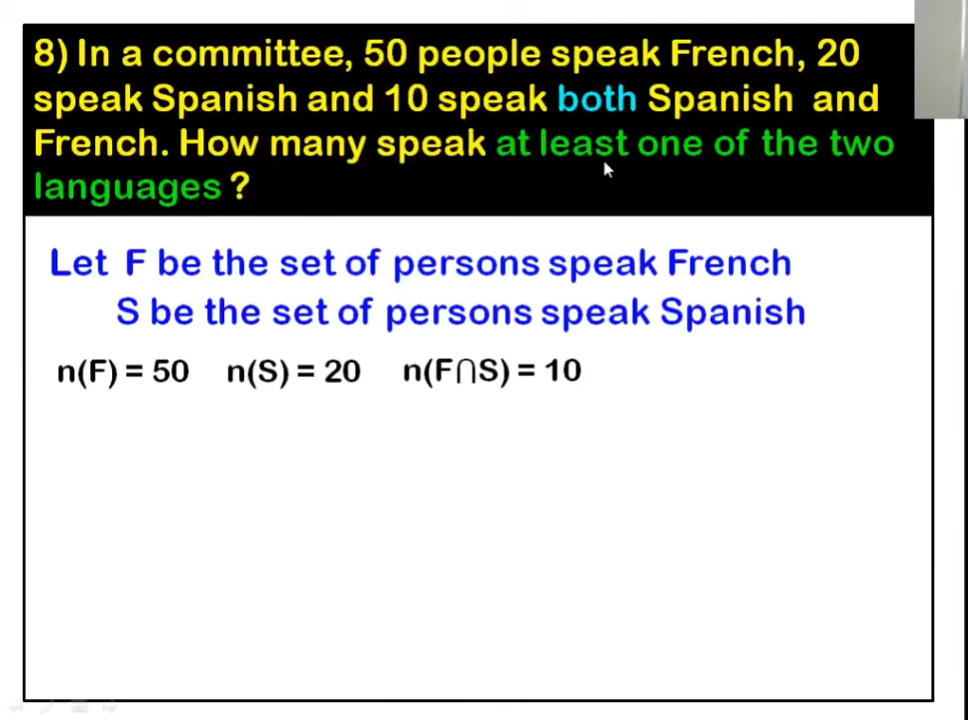 8) In a committee, 50 people speak French, 20
speak Spanish and 10 speak both Spanish and
French. How many speak at least one of the two
languages ?
Let F be the set of persons speak French
S be the set of persons speak Spanish
n(F) = 50 n(S) = 20 n(F∩S) = 10